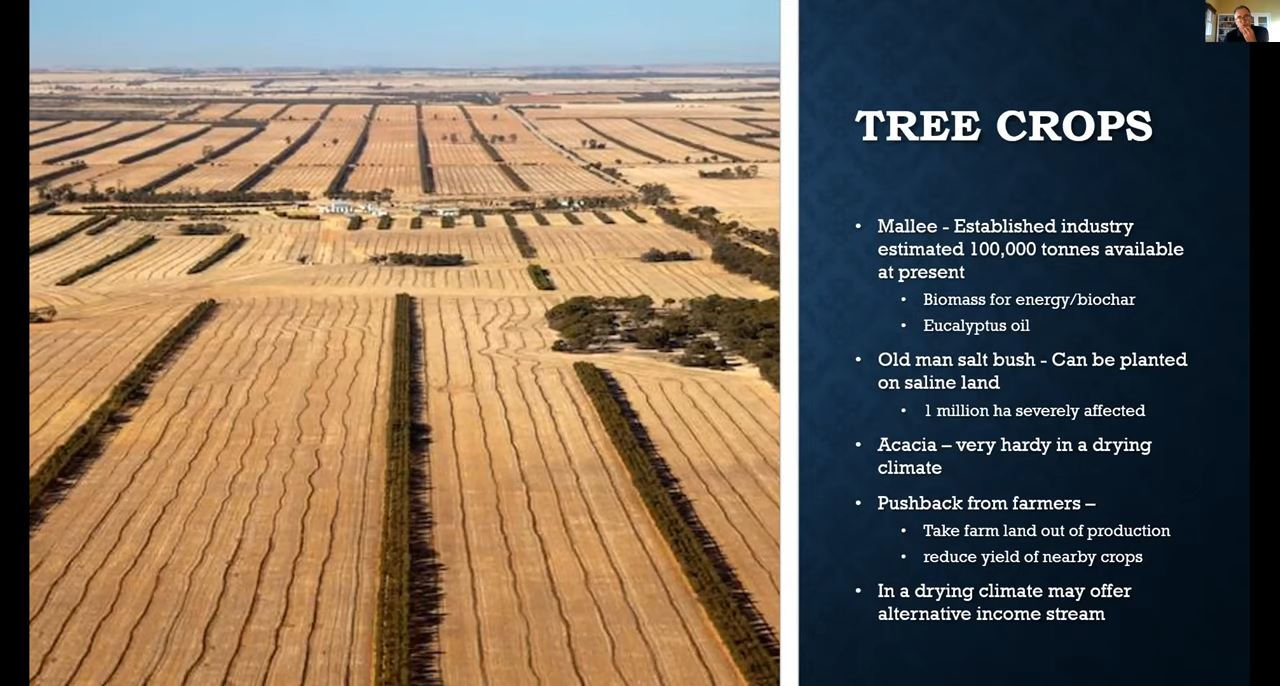 TREE CROPS
• Mallee - Established industry
estimated 100,000 tonnes available
at present
• Biomass for energy/biochar
• Eucalyptus oil
• Old man salt bush - Can be planted
on saline land
• 1 million ha severely affected
• Acacia – very hardy in a drying
climate
• Pushback from farmers –
• Take farm land out of production
• reduce yield of nearby crops
• In a drying climate may offer
alternative income stream